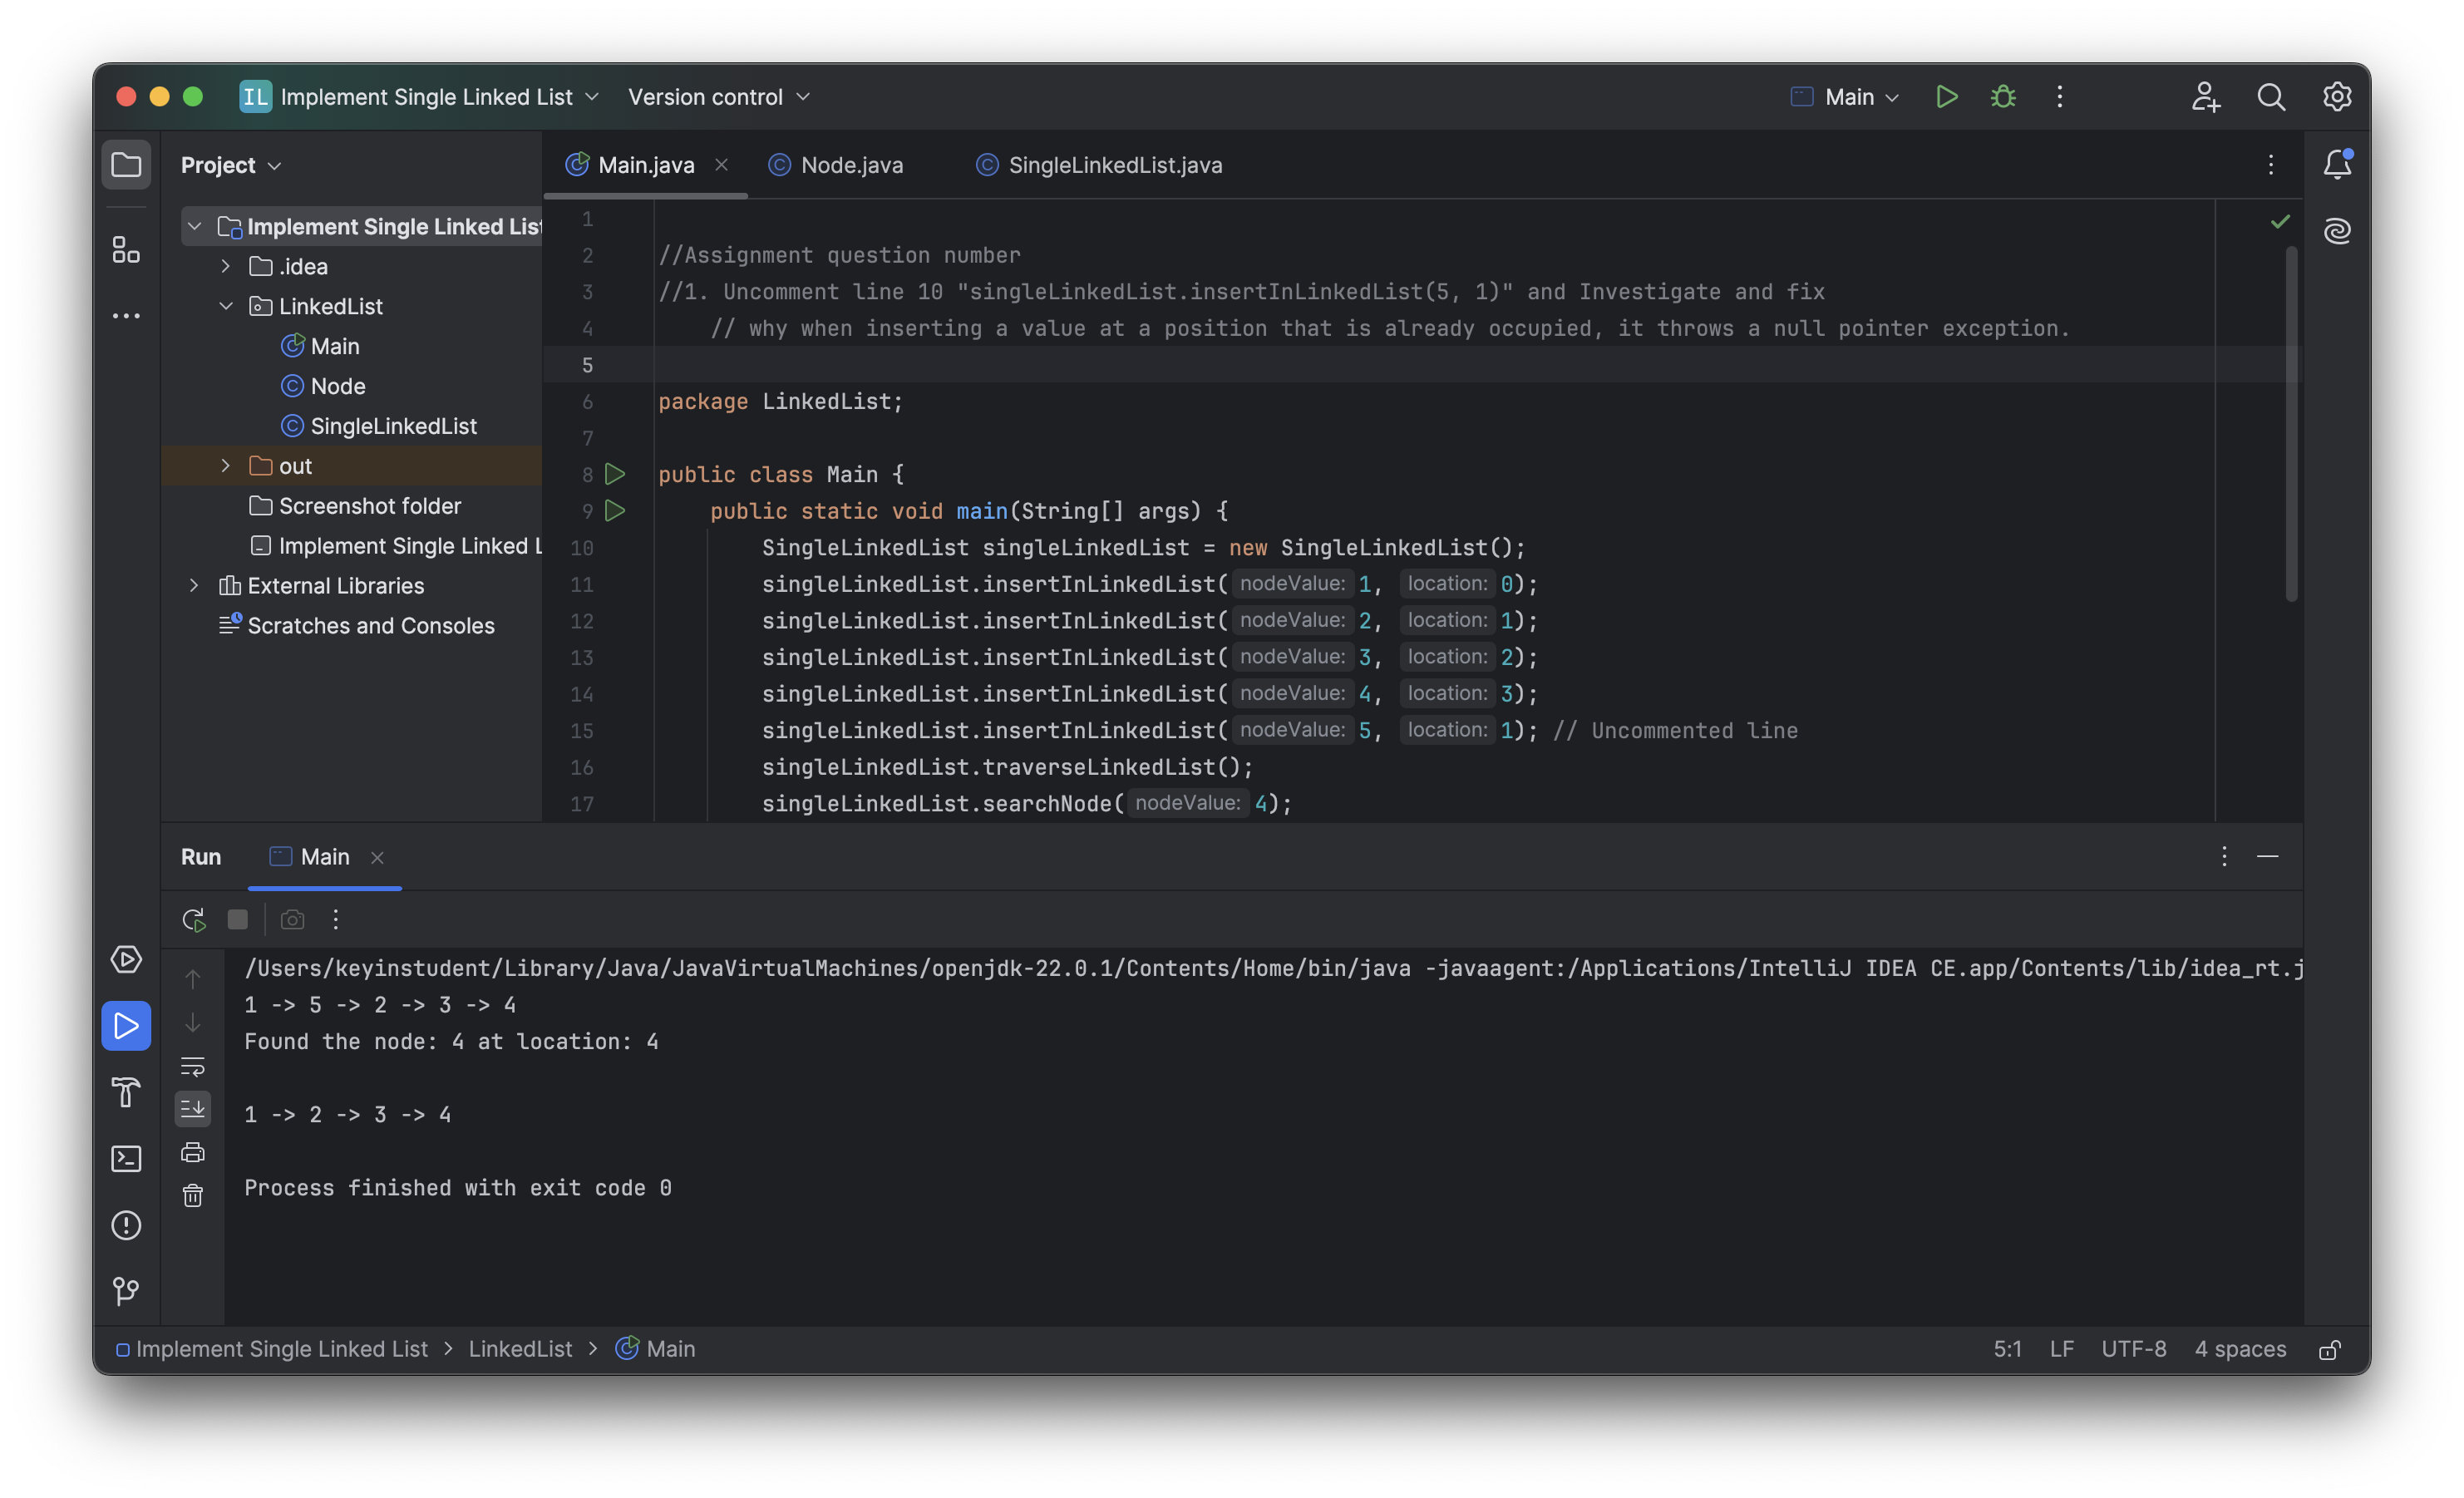 IL Implement Single Linked List Version control Main
Project
Main.java Node.java SingleLinkedList.java
Implement Single Linked List
.idea
LinkedList
Main
Node
SingleLinkedList
out
Screenshot folder
Implement Single Linked L
External Libraries
Scratches and Consoles
1
2 //Assignment question number
3 //1. Uncomment line 10 "singleLinkedList.insertInLinkedList(5, 1)" and Investigate and fix
4 // why when inserting a value at a position that is already occupied, it throws a null pointer exception.
5
6 package LinkedList;
7
8 public class Main {
9 public static void main(String[] args) {
10 SingleLinkedList singleLinkedList = new SingleLinkedList();
11 singleLinkedList.insertInLinkedList( nodeValue: 1, location: 0);
12 singleLinkedList.insertInLinkedList( nodeValue: 2, location: 1);
13 singleLinkedList.insertInLinkedList( nodeValue: 3, location: 2);
14 singleLinkedList.insertInLinkedList( nodeValue: 4, location: 3);
15 singleLinkedList.insertInLinkedList( nodeValue: 5, location: 1); // Uncommented line
16 singleLinkedList.traverseLinkedList();
17 singleLinkedList.searchNode( nodeValue: 4);
Run Main
/Users/keyinstudent/Library/Java/JavaVirtualMachines/openjdk-22.0.1/Contents/Home/bin/java -javaagent:/Applications/IntelliJ IDEA CE.app/Contents/lib/idea_rt.j
1 -> 5 -> 2 -> 3 -> 4
Found the node: 4 at location: 4
1 -> 2 -> 3 -> 4
Process finished with exit code 0
Implement Single Linked List > LinkedList > Main 5:1 LF UTF-8 4 spaces